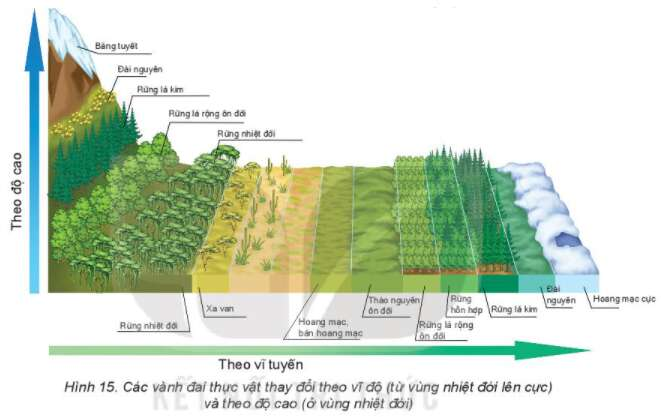 Băng tuyết
Đài nguyên
Rừng lá kim
Rừng lá rộng ôn đới
Rừng nhiệt đới
Theo độ cao
Rừng nhiệt đới
Xa van
Hoang mạc,
bán hoang mạc
Thảo nguyên
ôn đới
Rừng lá rộng
ôn đới
Rừng
hỗn hợp
Rừng lá kim
Đài
nguyên
Hoang mạc cực
Theo vĩ tuyến
Hình 15. Các vành đai thực vật thay đổi theo vĩ độ (từ vùng nhiệt đới lên cực)
và theo độ cao (ở vùng nhiệt đới)